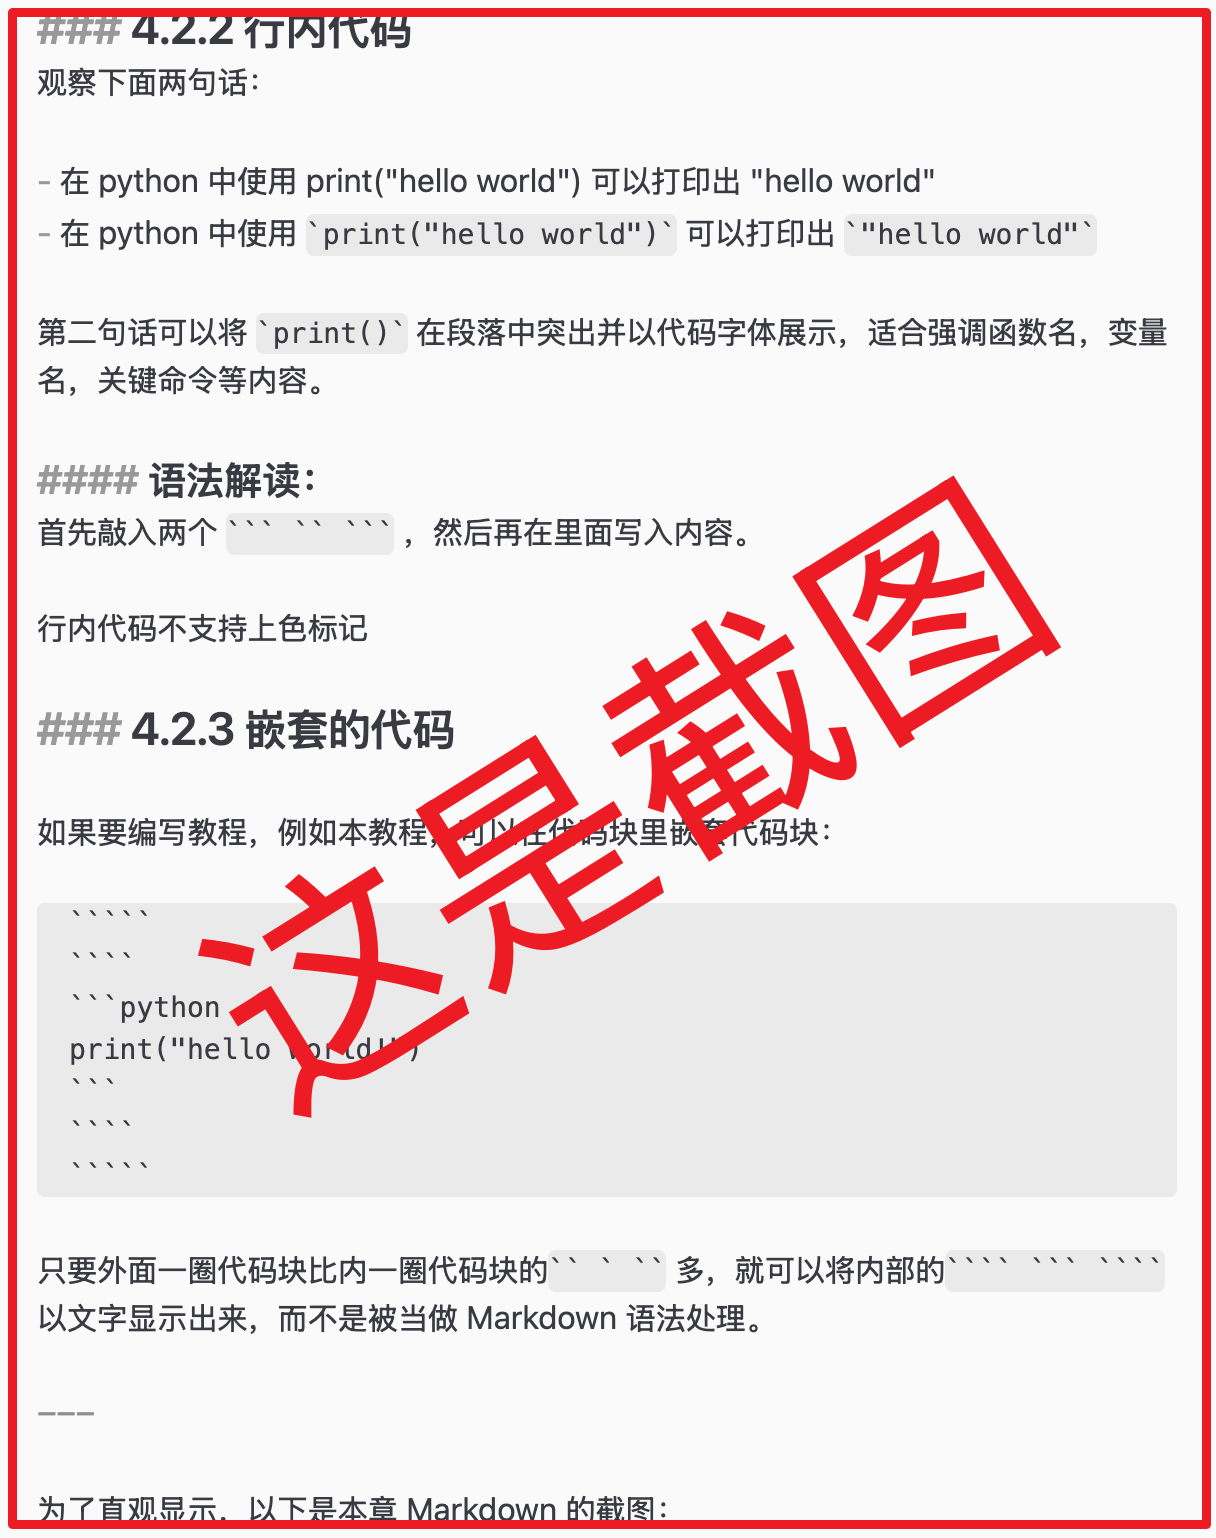 ### 4.2.2 行内代码
观察下面两句话：
- 在 python 中使用 print("hello world") 可以打印出 "hello world"
- 在 python 中使用 `print("hello world")` 可以打印出 `"hello world"`
第二句话可以将 `print()` 在段落中突出并以代码字体展示，适合强调函数名，变量
名，关键命令等内容。
#### 语法解读：
首先敲入两个 ``` `` ``` ，然后再在里面写入内容。
行内代码不支持上色标记
### 4.2.3 嵌套的代码
如果要编写教程，例如本教程，可以在代码块里嵌套代码块：
`````
````
```python
print("hello world!")
```
````
`````
只要外面一圈代码块比内一圈代码块的`` ` `` 多，就可以将内部的```` ``` ````
以文字显示出来，而不是被当做 Markdown 语法处理。
---
为了直观显示，以下是本章 Markdown 的截图：
这是截图